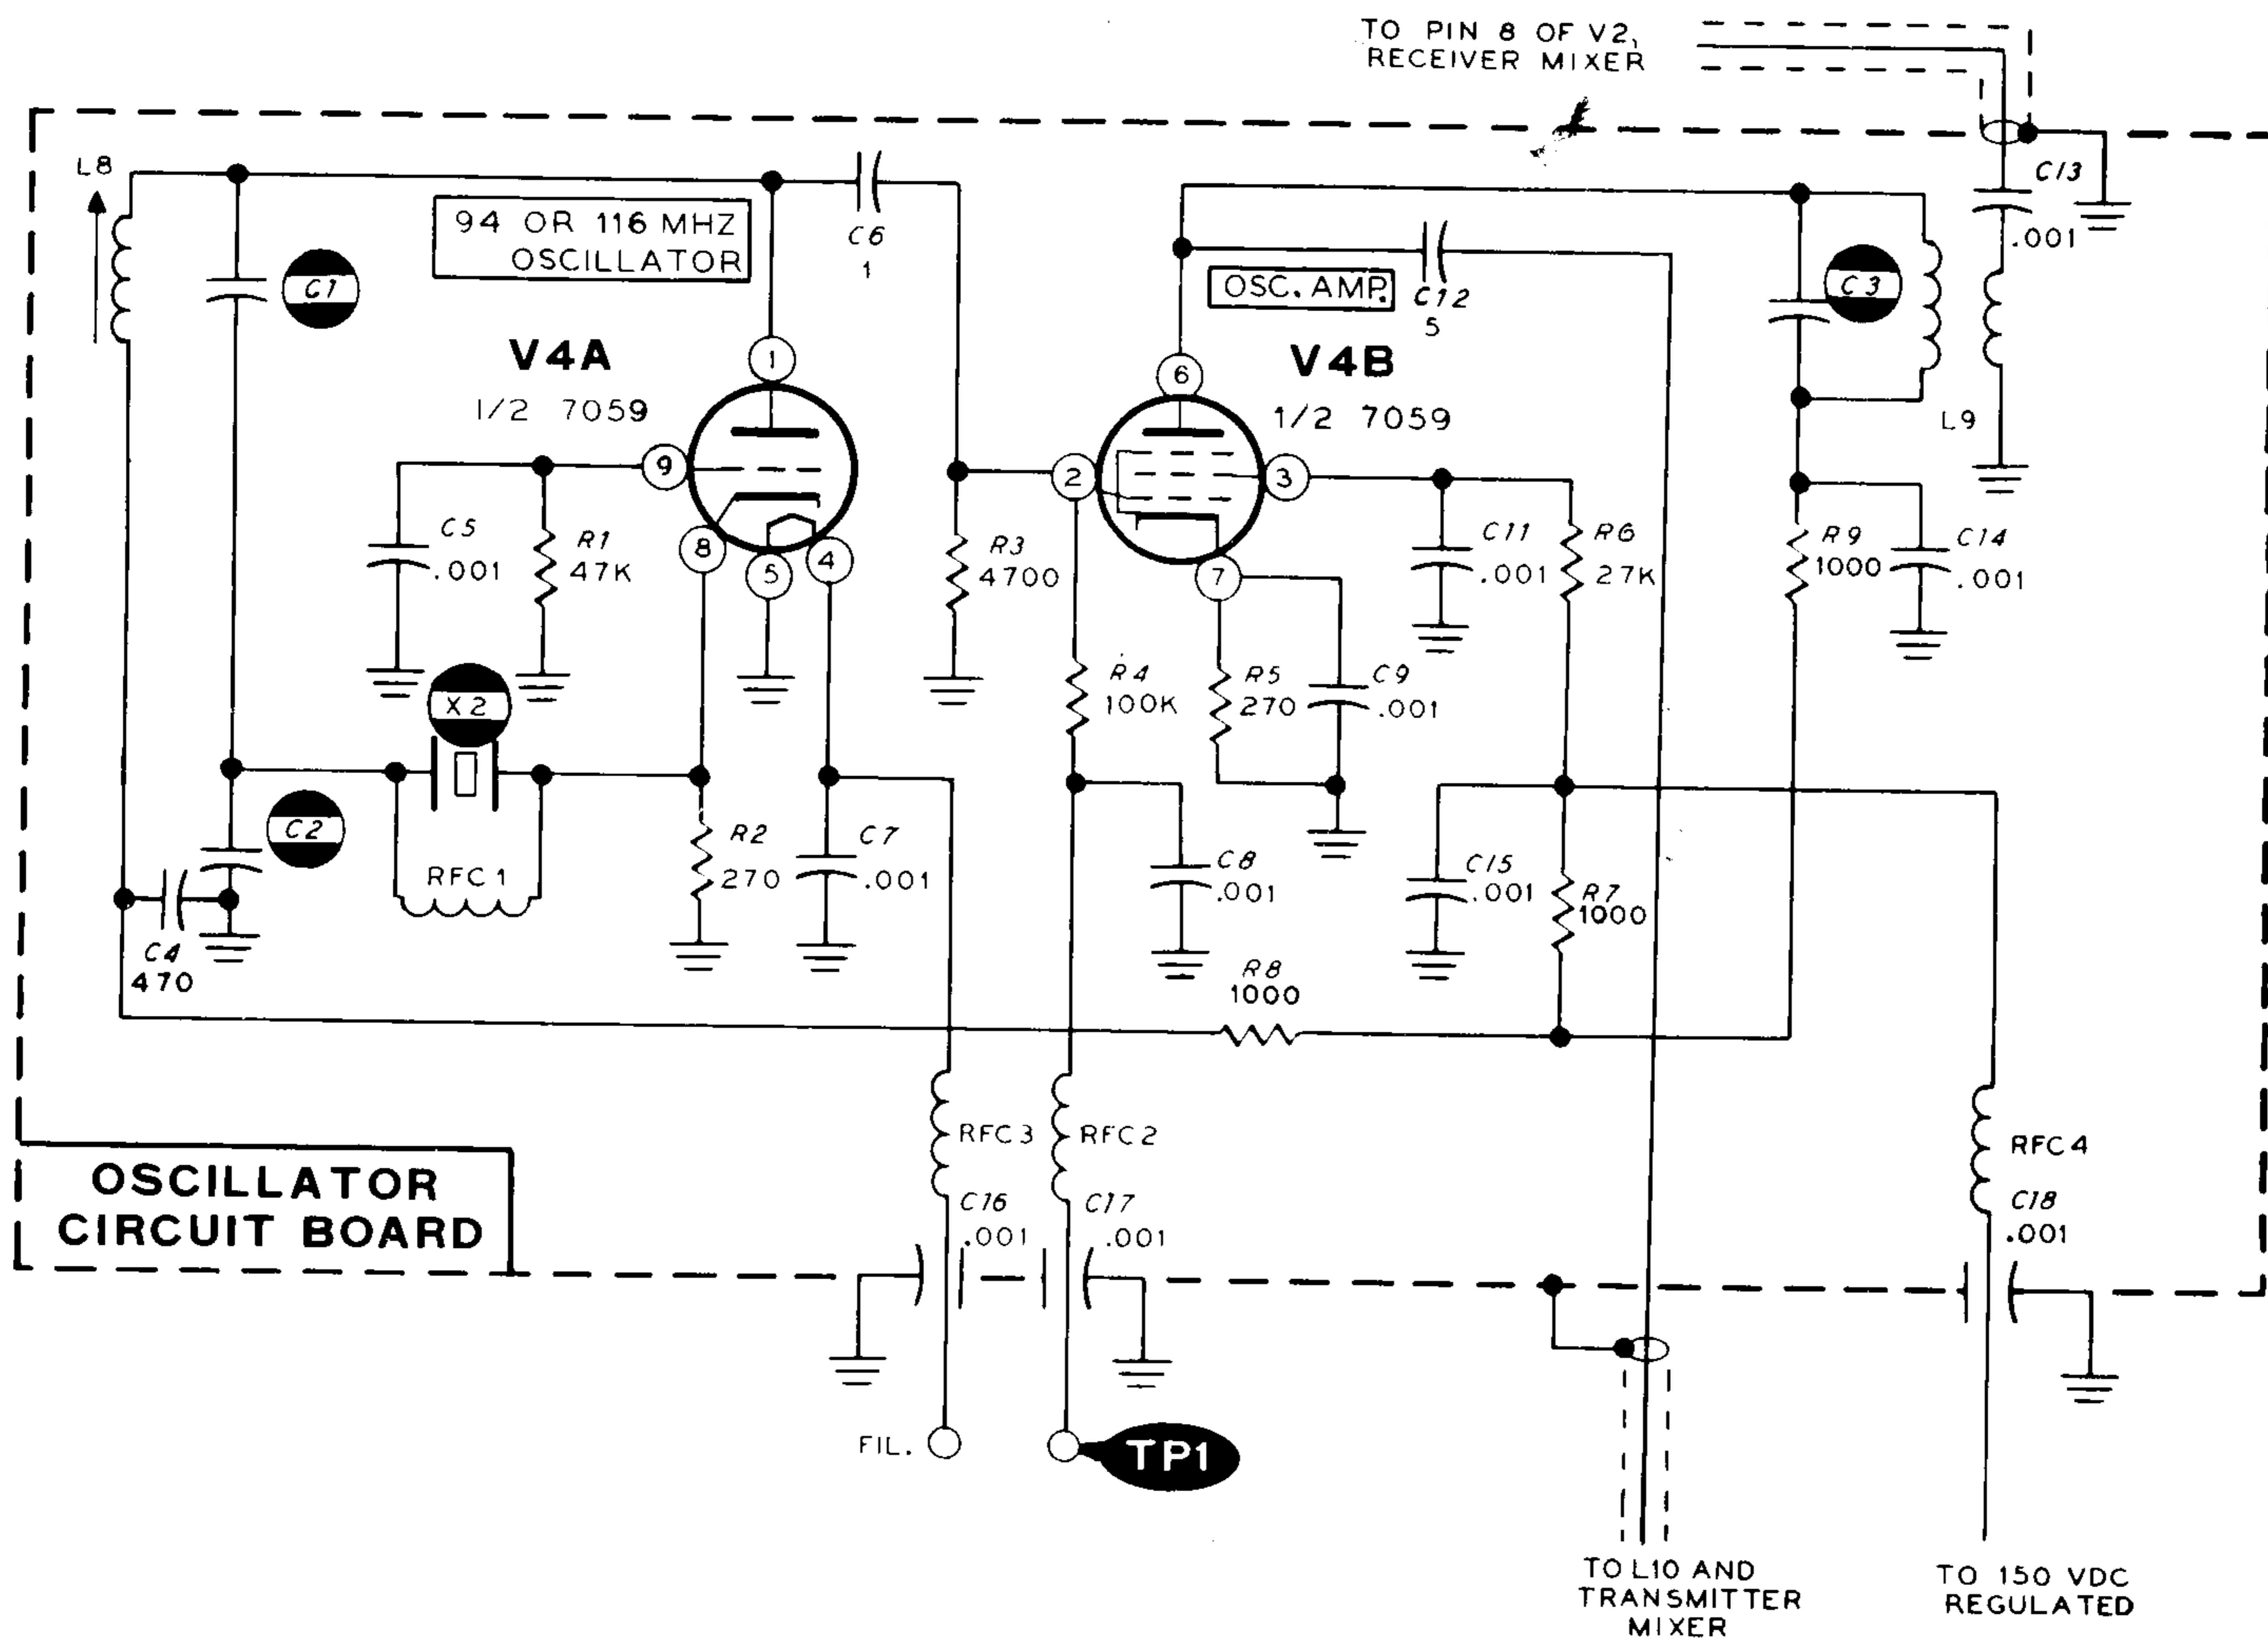 TO PIN 8 OF V2,
RECEIVER MIXER
L8
C13
.001
94 OR 116 MHZ
OSCILLATOR
C6
1
C1
OSC. AMP.
C12
5
C3
V4A
1/2 7059
V4B
1/2 7059
L9
1
6
9
2
3
8
5
4
7
C5
.001
R1
47K
R3
4700
C11
.001
R6
27K
R9
1000
C14
.001
X2
R4
100K
R5
270
C9
.001
C2
RFC1
R2
270
C7
.001
C8
.001
C15
.001
R7
1000
C4
470
R8
1000
RFC3
RFC2
RFC4
OSCILLATOR
CIRCUIT BOARD
C16
.001
C17
.001
C18
.001
FIL.
TP1
TO L10 AND
TRANSMITTER
MIXER
TO 150 VDC
REGULATED